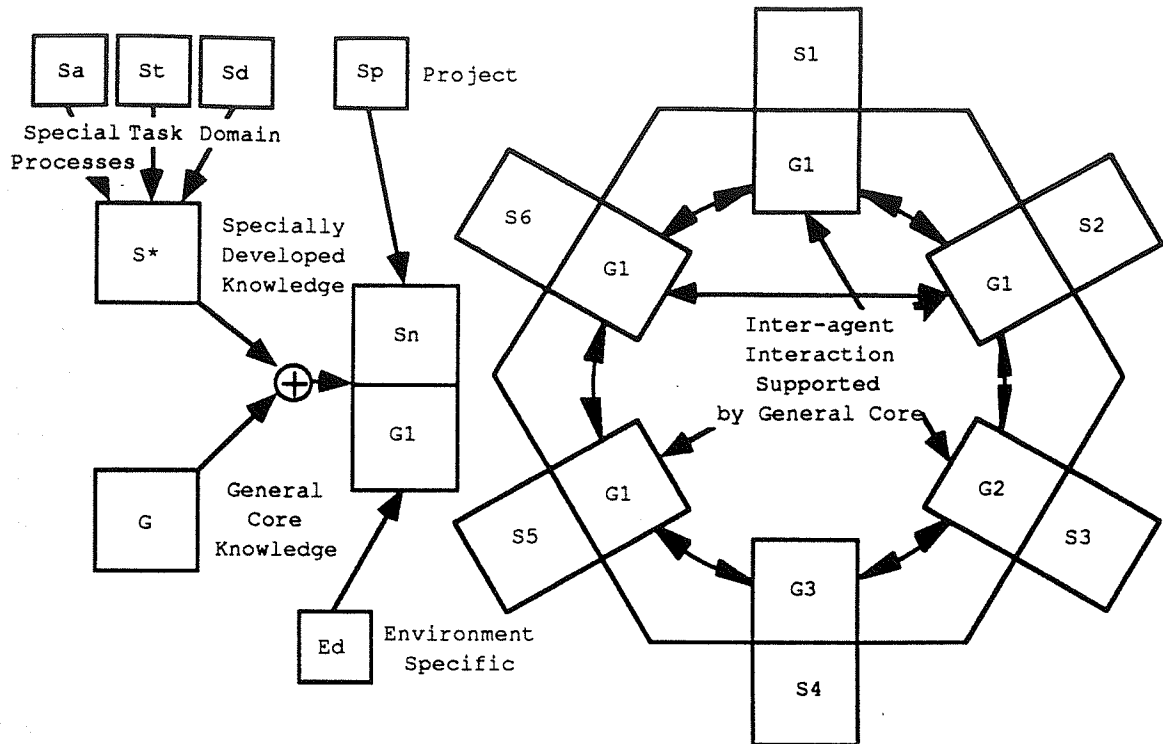 Sa
St
Sd
Special Task Domain
Processes
S*
Specially
Developed
Knowledge
Sp
Project
Sn
G1
G
General
Core
Knowledge
Ed
Environment
Specific
S1
G1
S6
G1
S2
G1
Inter-agent
Interaction
Supported
by General Core
S5
G1
G2
S3
G3
S4